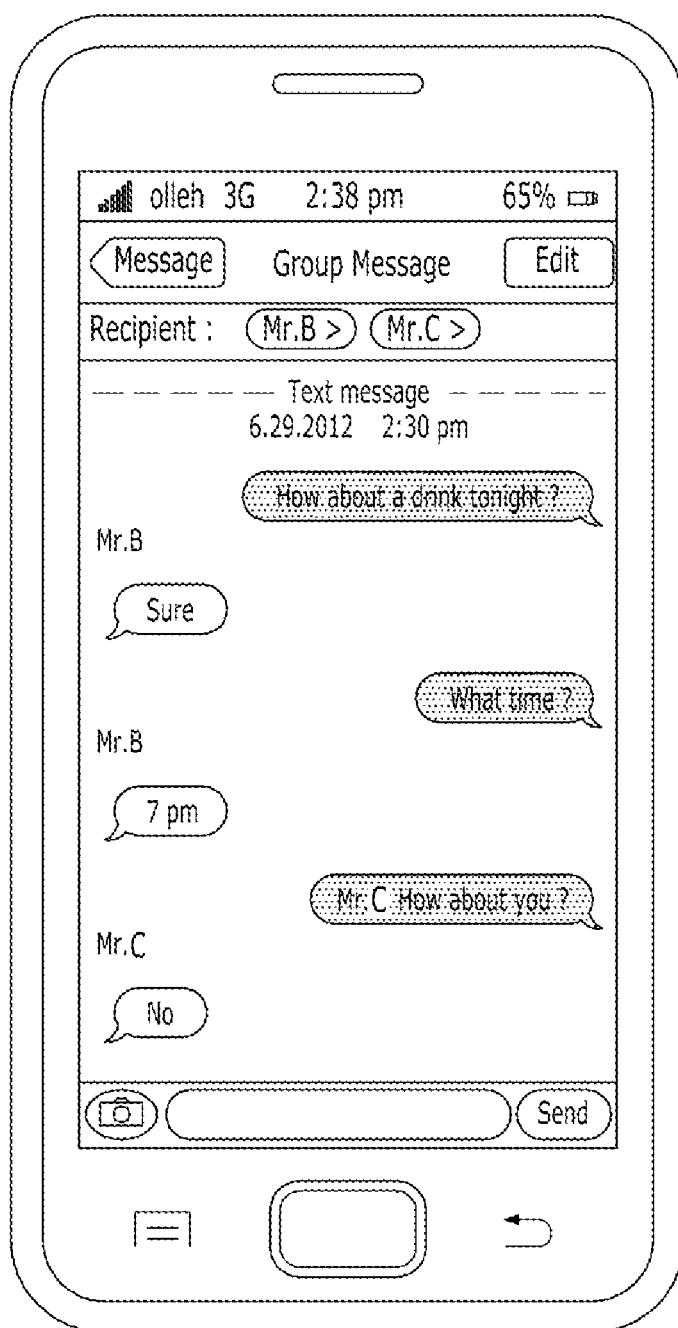 olleh 3G 2:38 pm 65%
Message Group Message Edit
Recipient : Mr.B > Mr.C >
Text message
6.29.2012 2:30 pm
How about a drink tonight ?
Mr.B
Sure
What time ?
Mr.B
7 pm
Mr.C How about you ?
Mr.C
No
Send